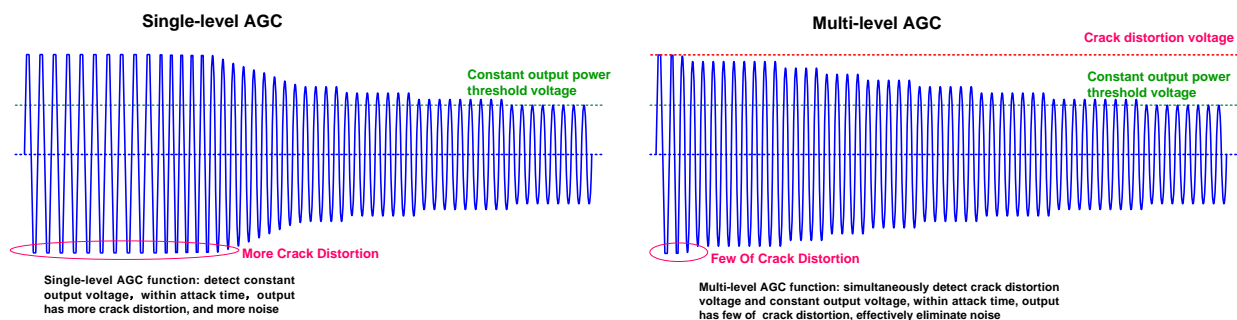 Single-level AGC
Constant output power
threshold voltage
More Crack Distortion
Single-level AGC function: detect constant
output voltage，within attack time，output
has more crack distortion, and more noise
Multi-level AGC
Crack distortion voltage
Constant output power
threshold voltage
Few Of Crack Distortion
Multi-level AGC function: simultaneously detect crack distortion
voltage and constant output voltage, within attack time, output
has few of crack distortion, effectively eliminate noise